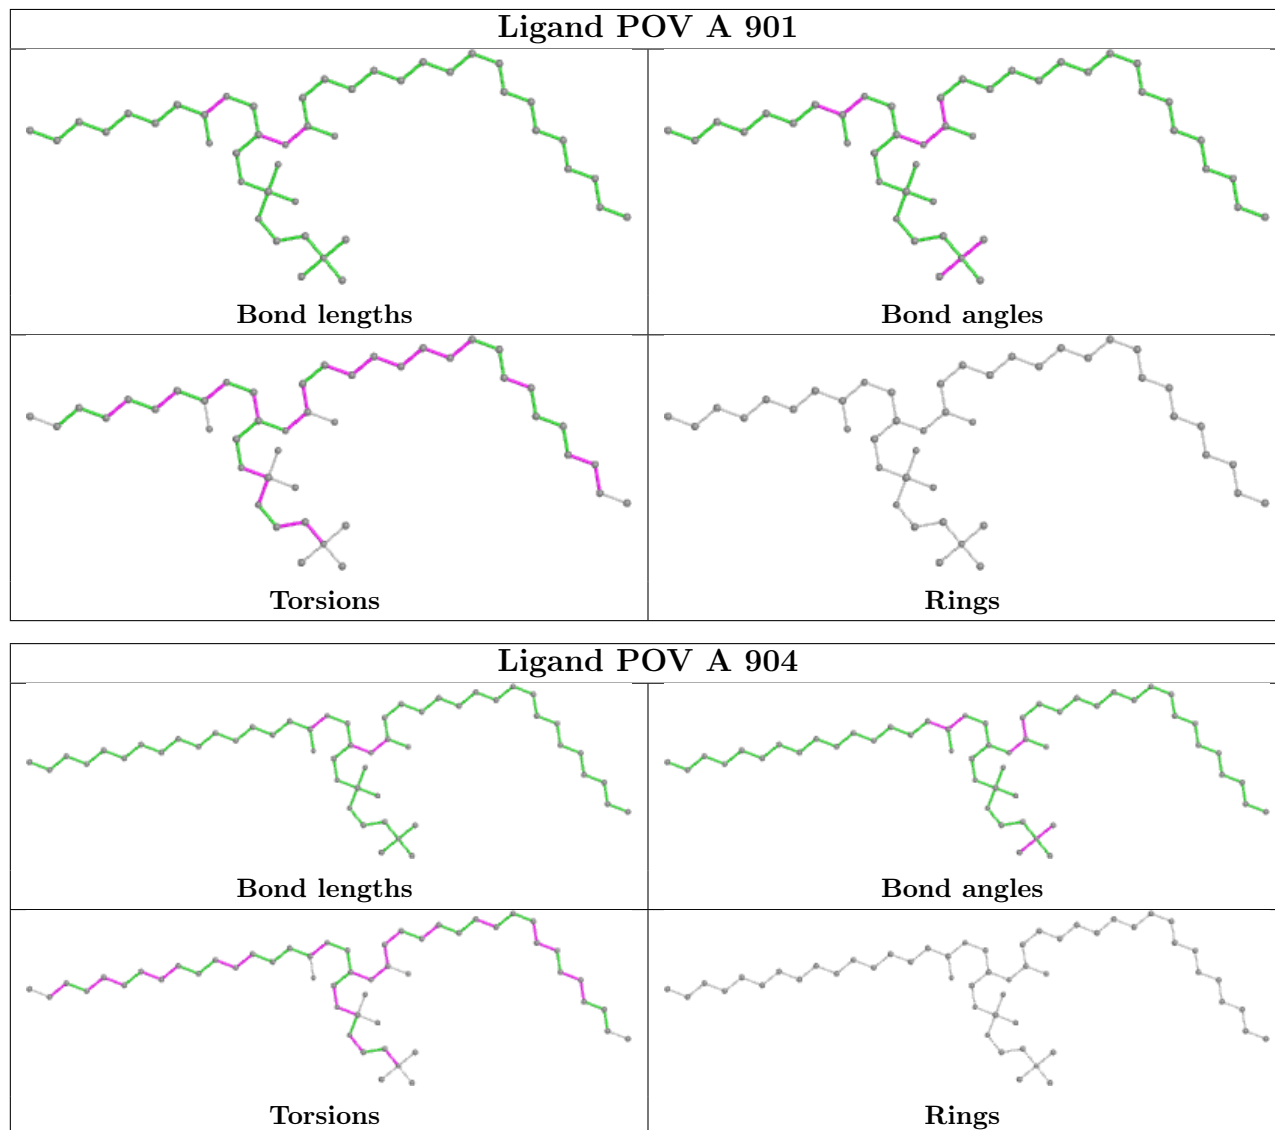 Ligand POV A 901
Bond lengths
Bond angles
Torsions
Rings
Ligand POV A 904
Bond lengths
Bond angles
Torsions
Rings